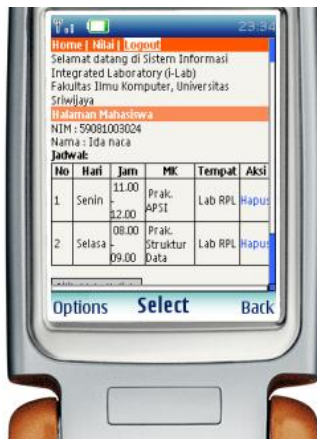 23:34
Home | Nilai | Logout
Selamat datang di Sistem Informasi
Integrated Laboratory (i-Lab)
Fakultas Ilmu Komputer, Universitas
Sriwijaya
Halaman Mahasiswa
NIM : 59081003024
Nama : Ida naca
Jadwal:
No Hari Jam MK Tempat Aksi
1 Senin 11.00 - 12.00 Prak. APSI Lab RPL Hapus
2 Selasa 08.00 - 09.00 Prak. Struktur Data Lab RPL Hapus
Options Select Back